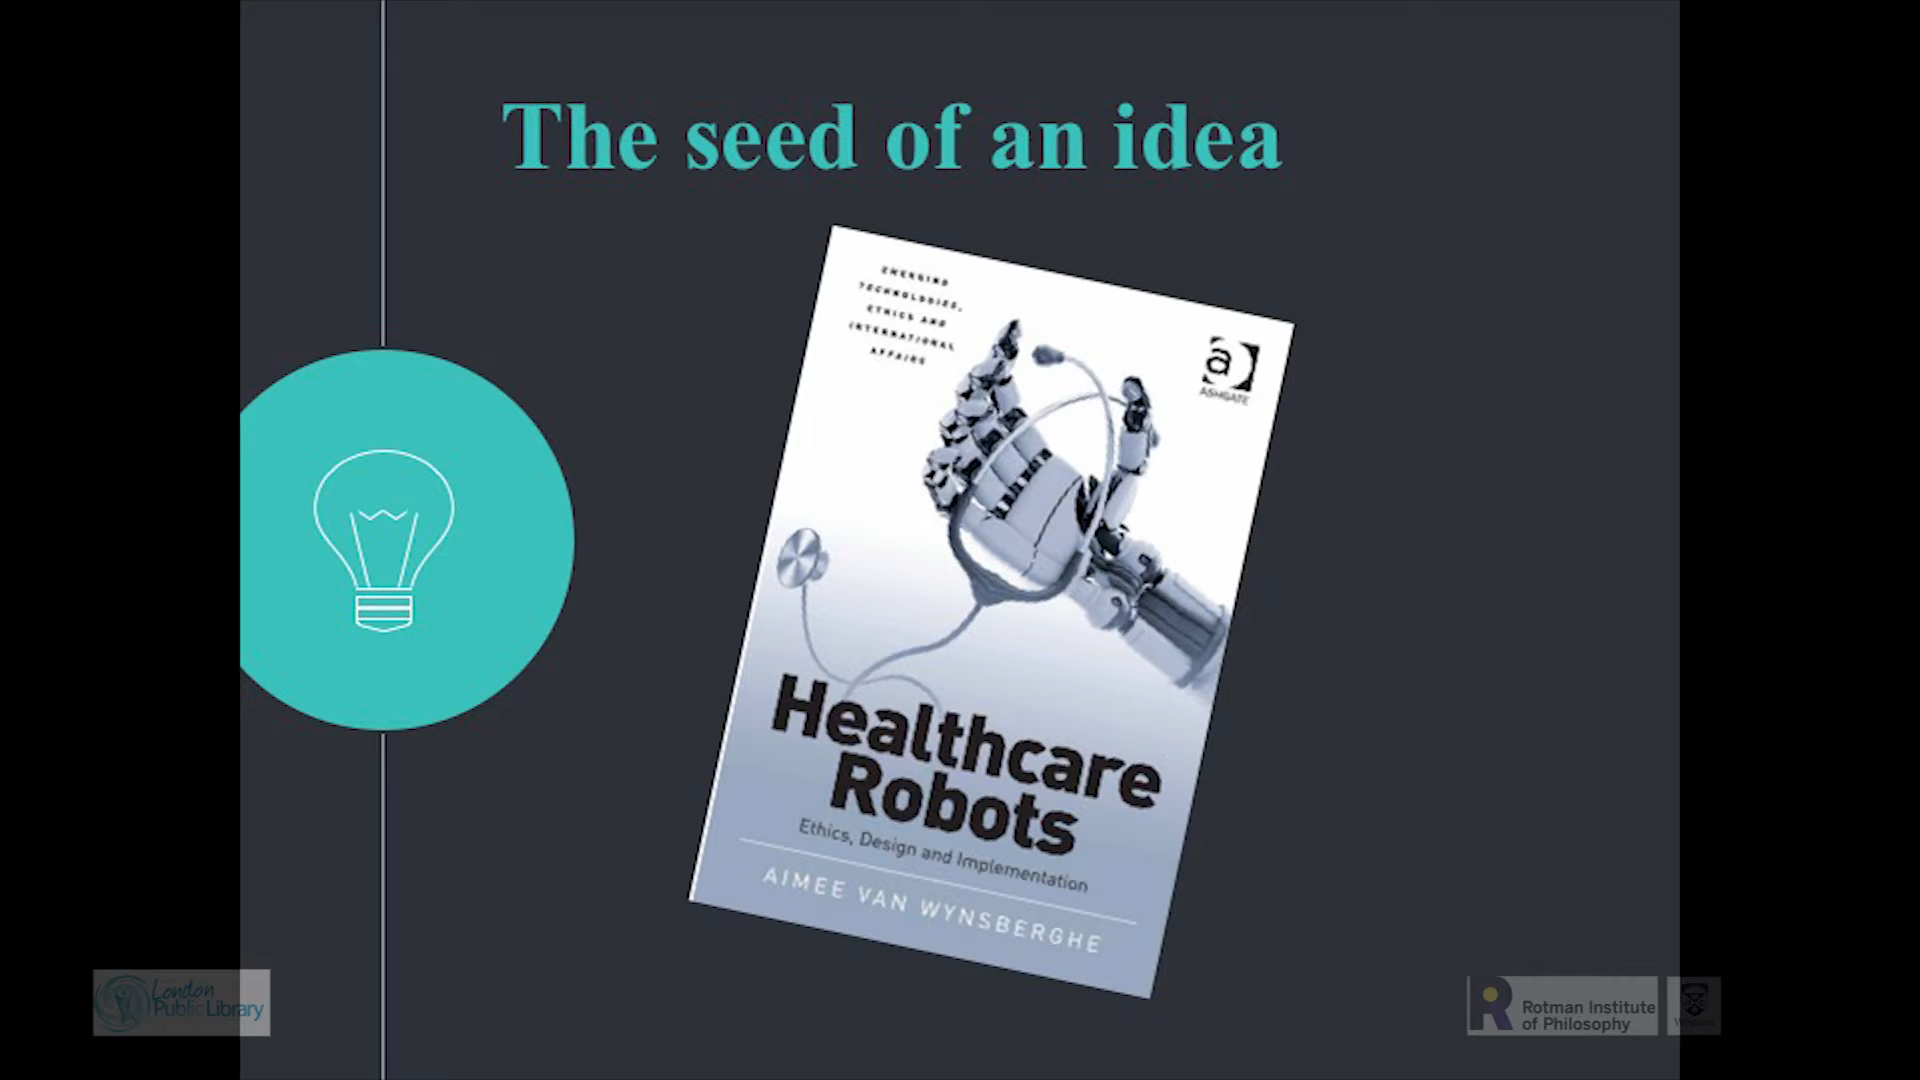 The seed of an idea
EMERGING
TECHNOLOGIES,
ETHICS AND
INTERNATIONAL
AFFAIRS
a
ASHGATE
Healthcare
Robots
Ethics, Design and Implementation
AIMEE VAN WYNSBERGHE
London
Public Library
R
Rotman Institute
of Philosophy
Western